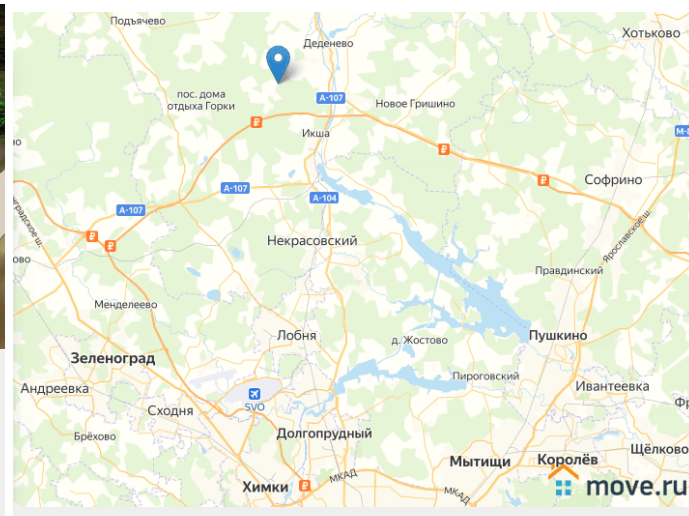 Подъячево
Хотьково
Деденево
пос. дома
отдыха Горки
А-107
Новое Гришино
Икша
Софрино
А-107
А-104
А-107
Некрасовский
Ярославское ш.
Правдинский
Менделеево
Лобня
д. Жостово
Пушкино
Зеленоград
Пироговский
Ивантеевка
Андреевка
SVO
Сходня
Долгопрудный
Брёхово
Щёлково
Мытищи
Королёв
МКАД
МКАД
Химки
move.ru